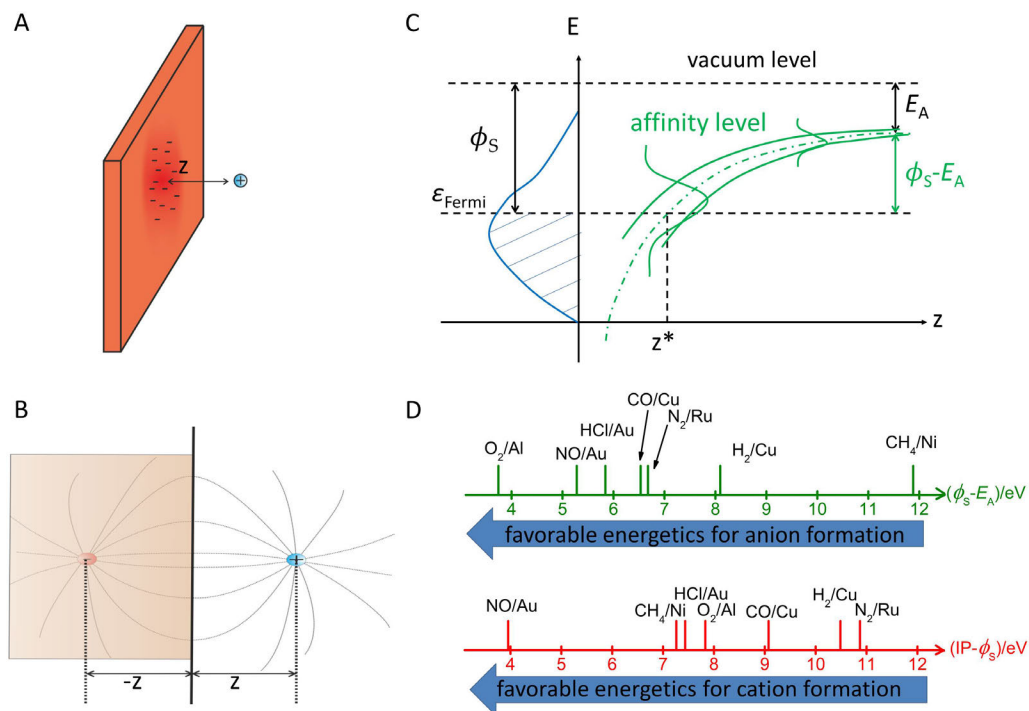 A
z
C
E
vacuum level
ϕS
affinity level
EA
ϕS-EA
εFermi
z
z*
B
-z
z
D
CO/Cu
N2/Ru
HCl/Au
O2/Al
NO/Au
H2/Cu
CH4/Ni
4 5 6 7 8 9 10 11 12
(ϕS-EA)/eV
favorable energetics for anion formation
HCl/Au
H2/Cu
NO/Au
CH4/Ni
O2/Al
CO/Cu
N2/Ru
4 5 6 7 8 9 10 11 12
(IP-ϕS)/eV
favorable energetics for cation formation